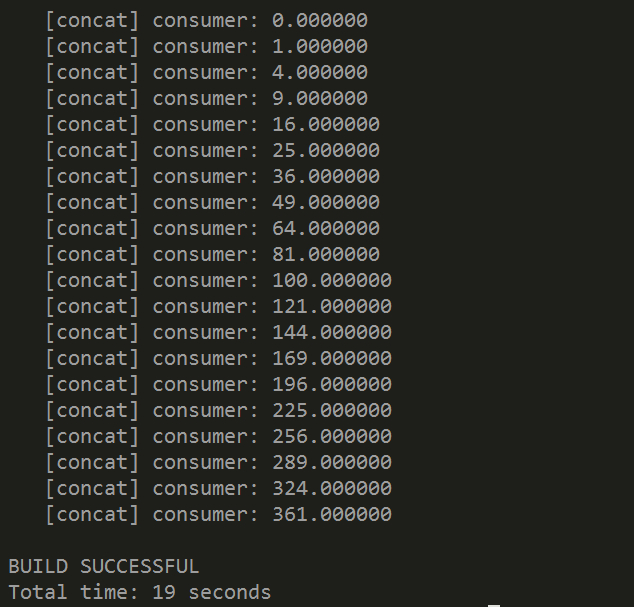 [concat] consumer: 0.000000
[concat] consumer: 1.000000
[concat] consumer: 4.000000
[concat] consumer: 9.000000
[concat] consumer: 16.000000
[concat] consumer: 25.000000
[concat] consumer: 36.000000
[concat] consumer: 49.000000
[concat] consumer: 64.000000
[concat] consumer: 81.000000
[concat] consumer: 100.000000
[concat] consumer: 121.000000
[concat] consumer: 144.000000
[concat] consumer: 169.000000
[concat] consumer: 196.000000
[concat] consumer: 225.000000
[concat] consumer: 256.000000
[concat] consumer: 289.000000
[concat] consumer: 324.000000
[concat] consumer: 361.000000
BUILD SUCCESSFUL
Total time: 19 seconds